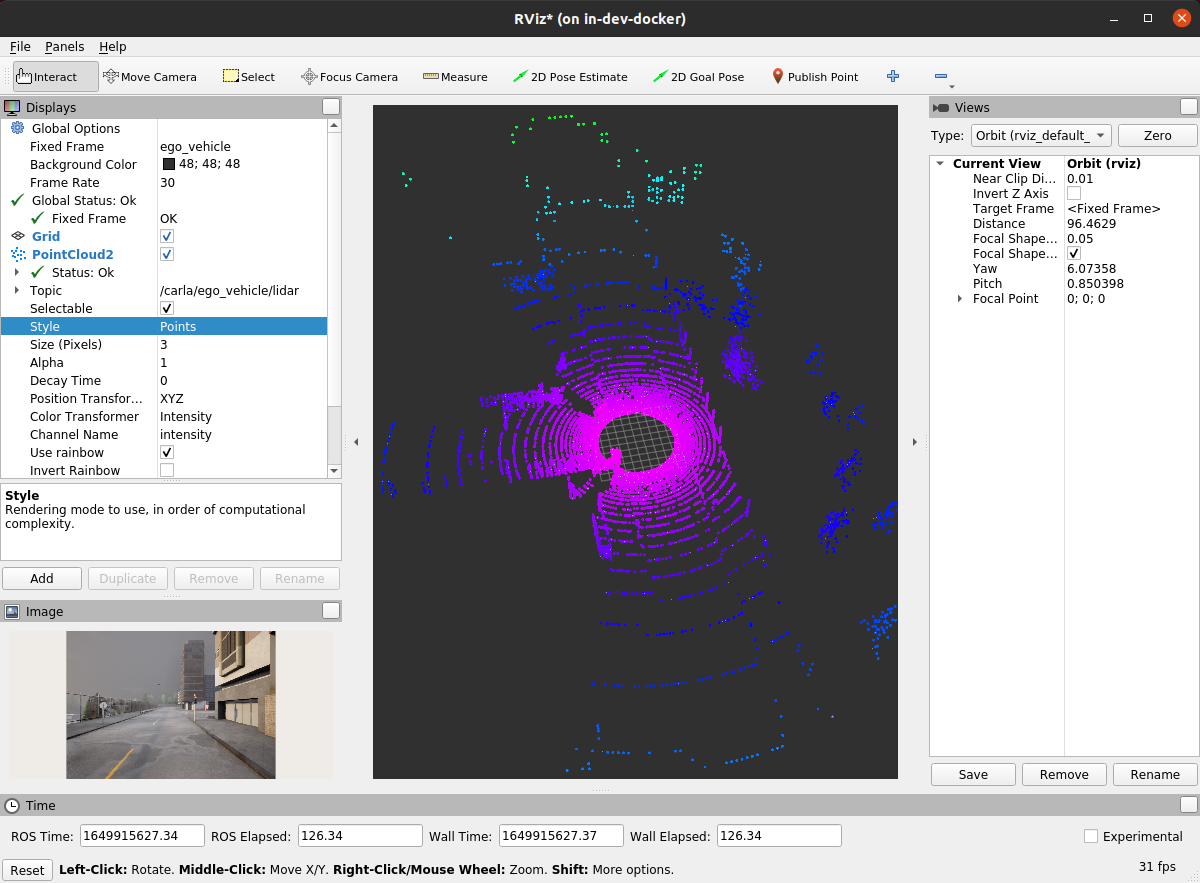 RViz* (on in-dev-docker)
File Panels Help
Interact Move Camera Select Focus Camera Measure 2D Pose Estimate 2D Goal Pose Publish Point
Displays
Global Options
Fixed Frame ego_vehicle
Background Color 48; 48; 48
Frame Rate 30
Global Status: Ok
Fixed Frame OK
Grid
PointCloud2
Status: Ok
Topic /carla/ego_vehicle/lidar
Selectable
Style Points
Size (Pixels) 3
Alpha 1
Decay Time 0
Position Transfor... XYZ
Color Transformer Intensity
Channel Name intensity
Use rainbow
Invert Rainbow
Style
Rendering mode to use, in order of computational
complexity.
Add Duplicate Remove Rename
Image
Views
Type: Orbit (rviz_default_ Zero
Current View Orbit (rviz)
Near Clip Di... 0.01
Invert Z Axis
Target Frame <Fixed Frame>
Distance 96.4629
Focal Shape... 0.05
Focal Shape...
Yaw 6.07358
Pitch 0.850398
Focal Point 0; 0; 0
Save Remove Rename
Time
ROS Time: 1649915627.34 ROS Elapsed: 126.34 Wall Time: 1649915627.37 Wall Elapsed: 126.34 Experimental
Reset Left-Click: Rotate. Middle-Click: Move X/Y. Right-Click/Mouse Wheel: Zoom. Shift: More options. 31 fps